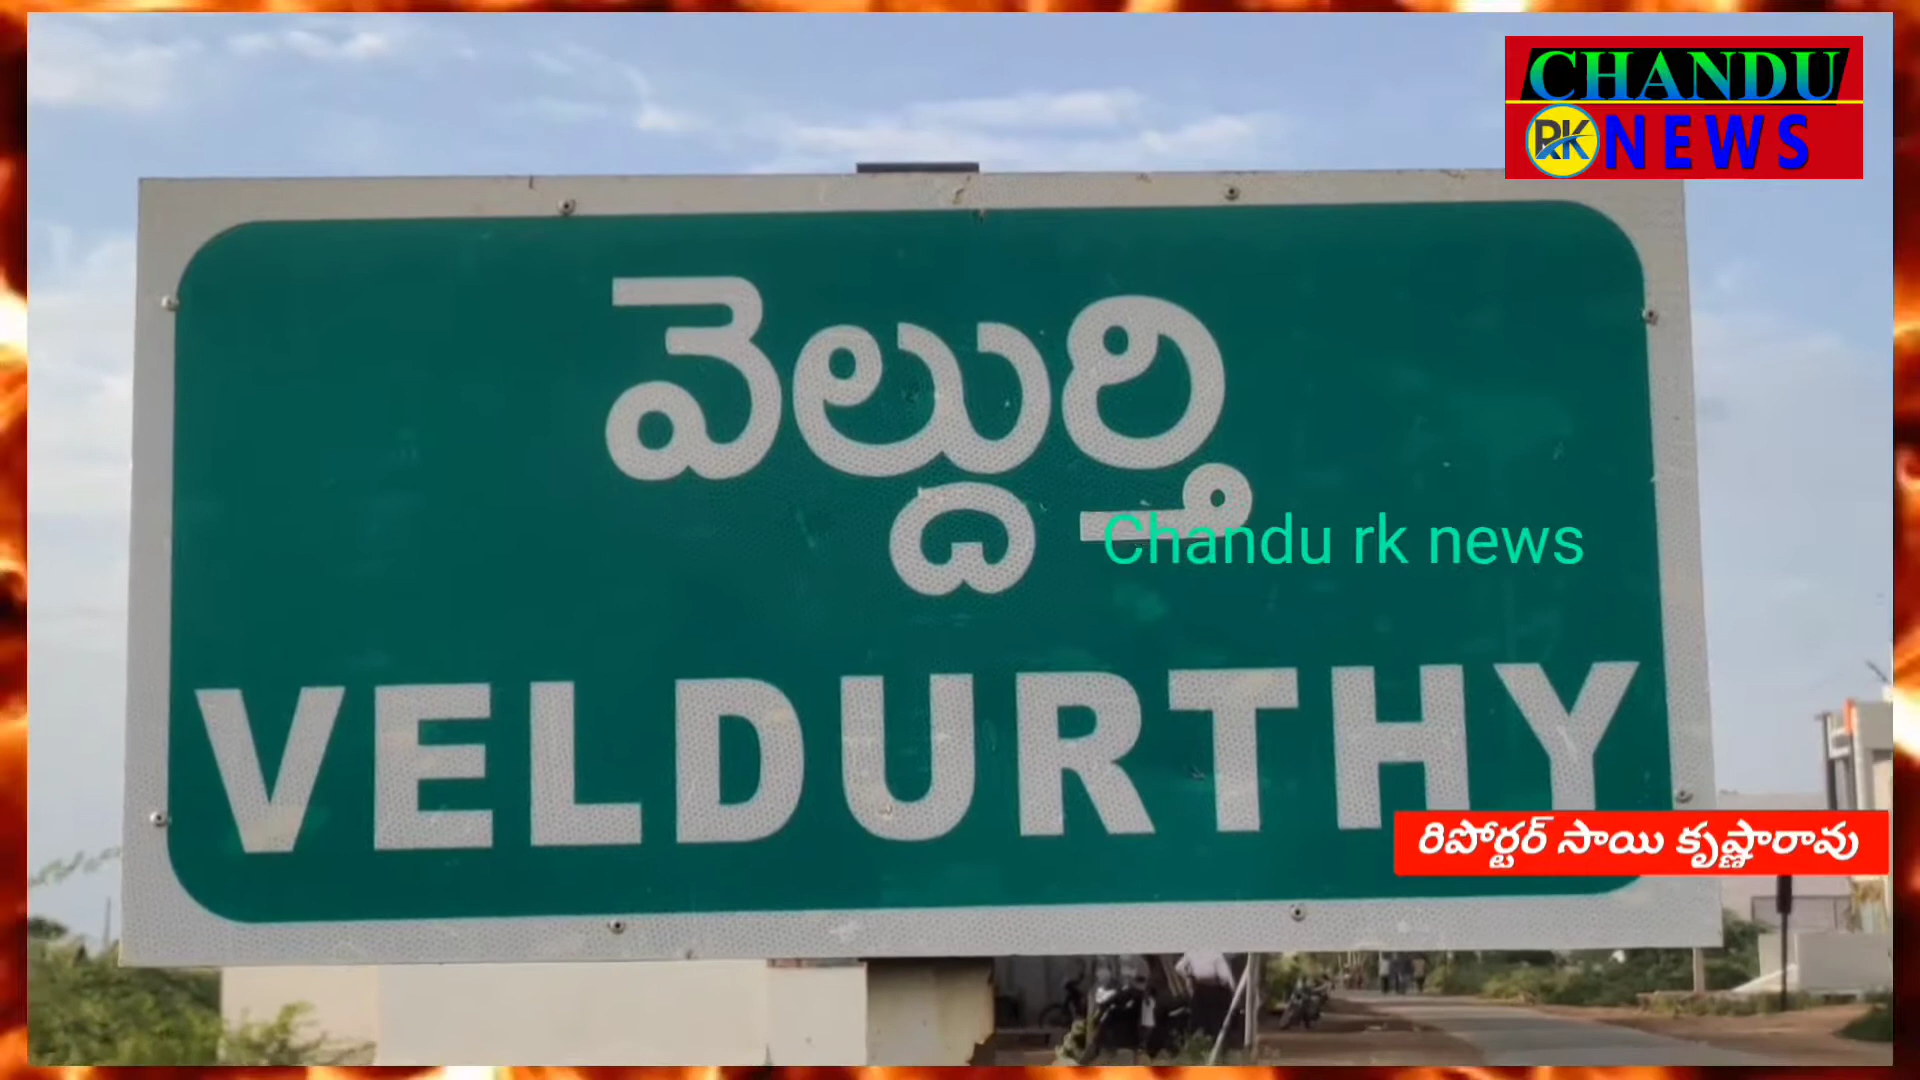 CHANDU
RK NEWS
వెల్దుర్తి
Chandu rk news
VELDURTHY
రిపోర్టర్ సాయి కృష్ణారావు